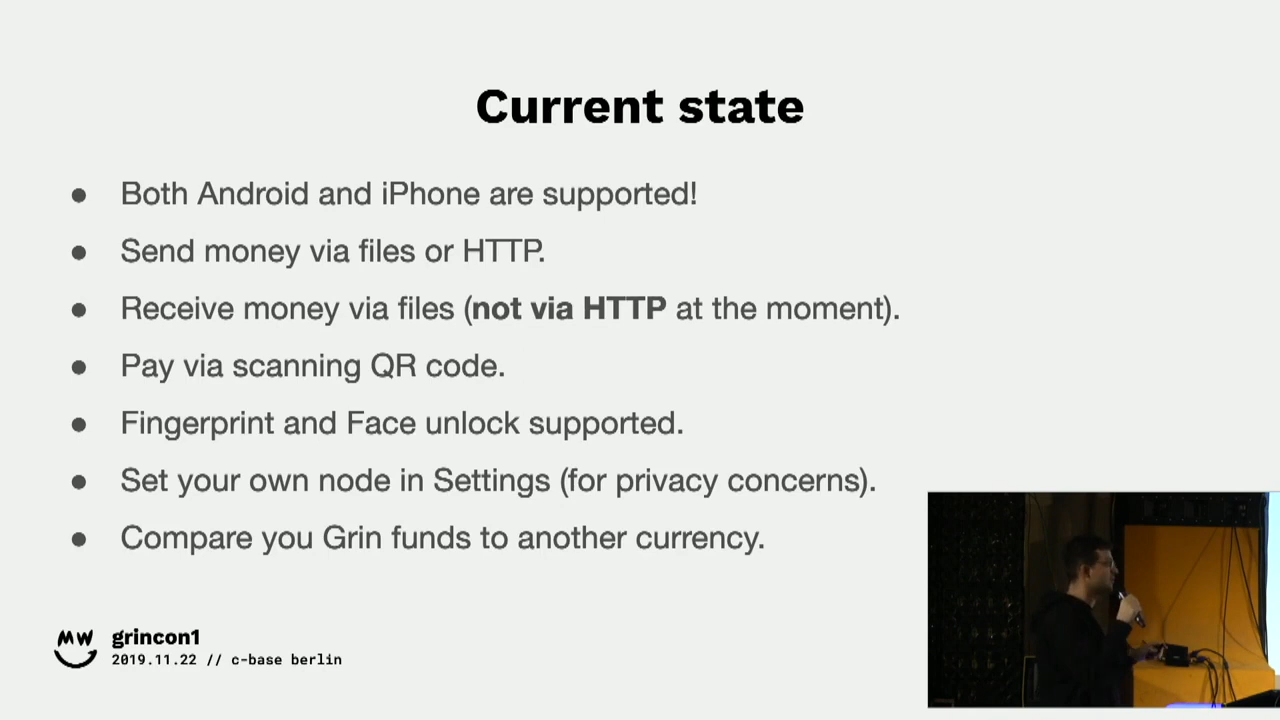 Current state
● Both Android and iPhone are supported!
● Send money via files or HTTP.
● Receive money via files (not via HTTP at the moment).
● Pay via scanning QR code.
● Fingerprint and Face unlock supported.
● Set your own node in Settings (for privacy concerns).
● Compare you Grin funds to another currency.
MW
grincon1
2019.11.22 // c-base berlin